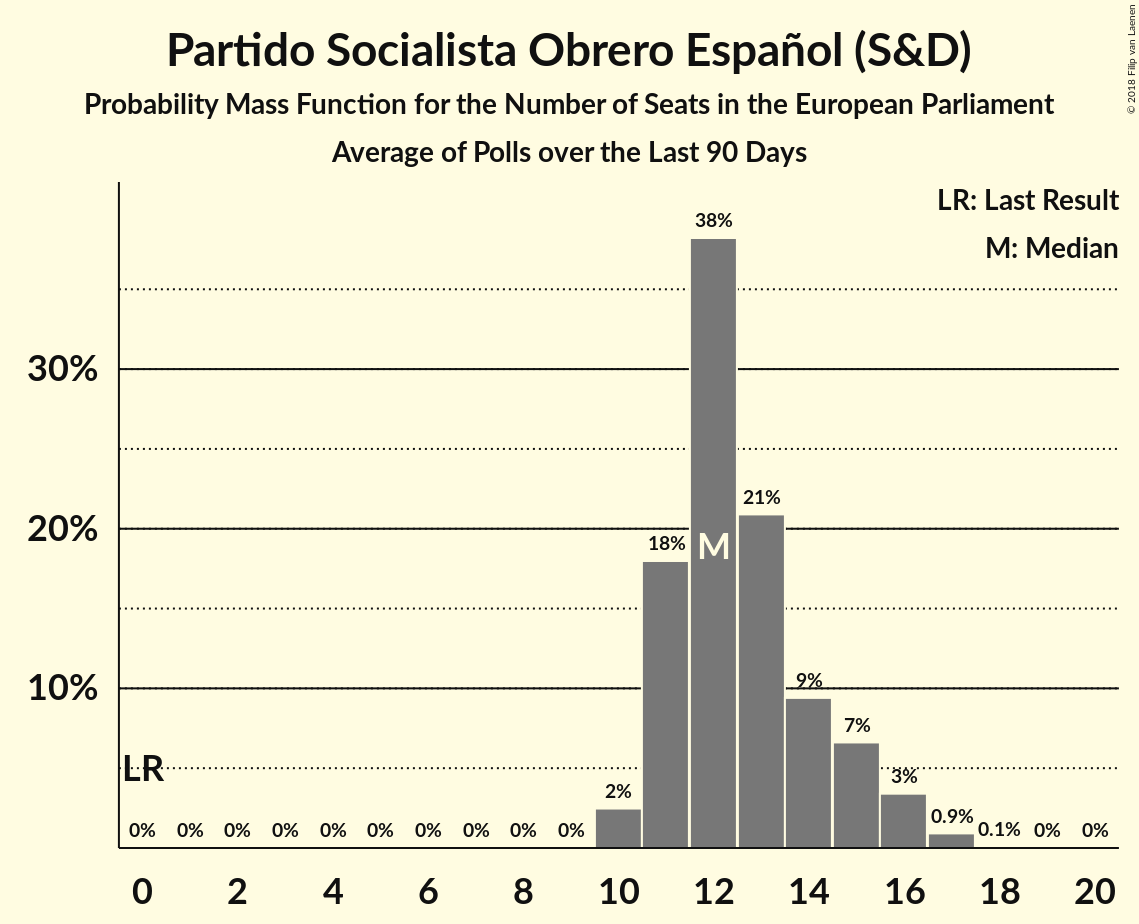 Partido Socialista Obrero Español (S&D)
Probability Mass Function for the Number of Seats in the European Parliament
Average of Polls over the Last 90 Days
© 2018 Filip van Laenen
LR: Last Result
M: Median
38%
30%
21%
20%
18%
M
10%
9%
7%
LR
3%
2%
0% 0% 0% 0% 0% 0% 0% 0% 0% 0% 0.9% 0.1% 0% 0%
0 2 4 6 8 10 12 14 16 18 20